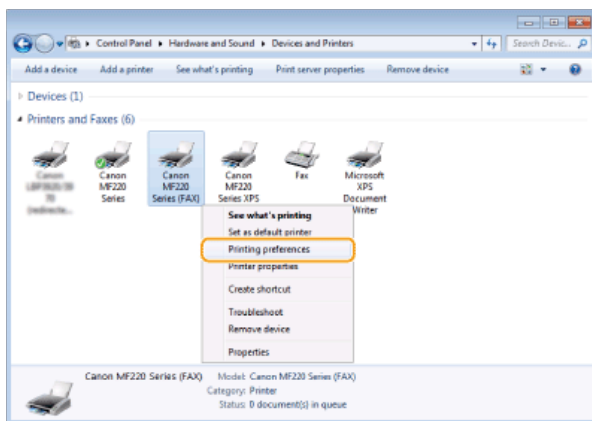 Control Panel ▸ Hardware and Sound ▸ Devices and Printers
Search Devic...
Add a device Add a printer See what's printing Print server properties Remove device
Devices (1)
Printers and Faxes (6)
Canon
MF220
Series
Canon
MF220
Series (FAX)
Canon
MF220
Series XPS
Fax
Microsoft
XPS
Document
Writer
See what's printing
Set as default printer
Printing preferences
Printer properties
Create shortcut
Troubleshoot
Remove device
Properties
Canon MF220 Series (FAX) Model: Canon MF220 Series (FAX)
Category: Printer
Status: 0 document(s) in queue